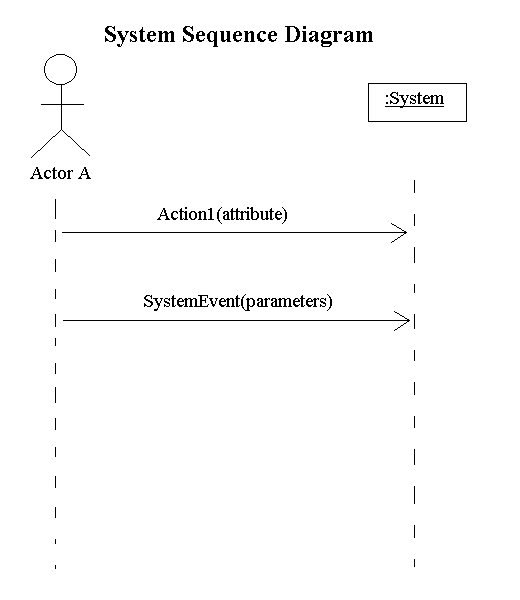 System Sequence Diagram
:System
Actor A
Action1(attribute)
SystemEvent(parameters)